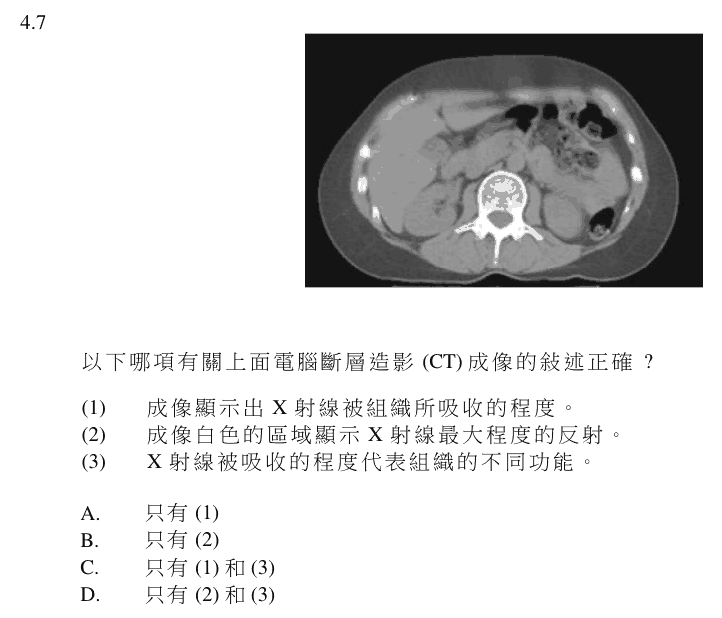 4.7
以下哪項有關上面電腦斷層造影 (CT) 成像的敍述正確 ?
(1) 成像顯示出 X 射線被組織所吸收的程度。
(2) 成像白色的區域顯示 X 射線最大程度的反射。
(3) X 射線被吸收的程度代表組織的不同功能。
A. 只有 (1)
B. 只有 (2)
C. 只有 (1) 和 (3)
D. 只有 (2) 和 (3)